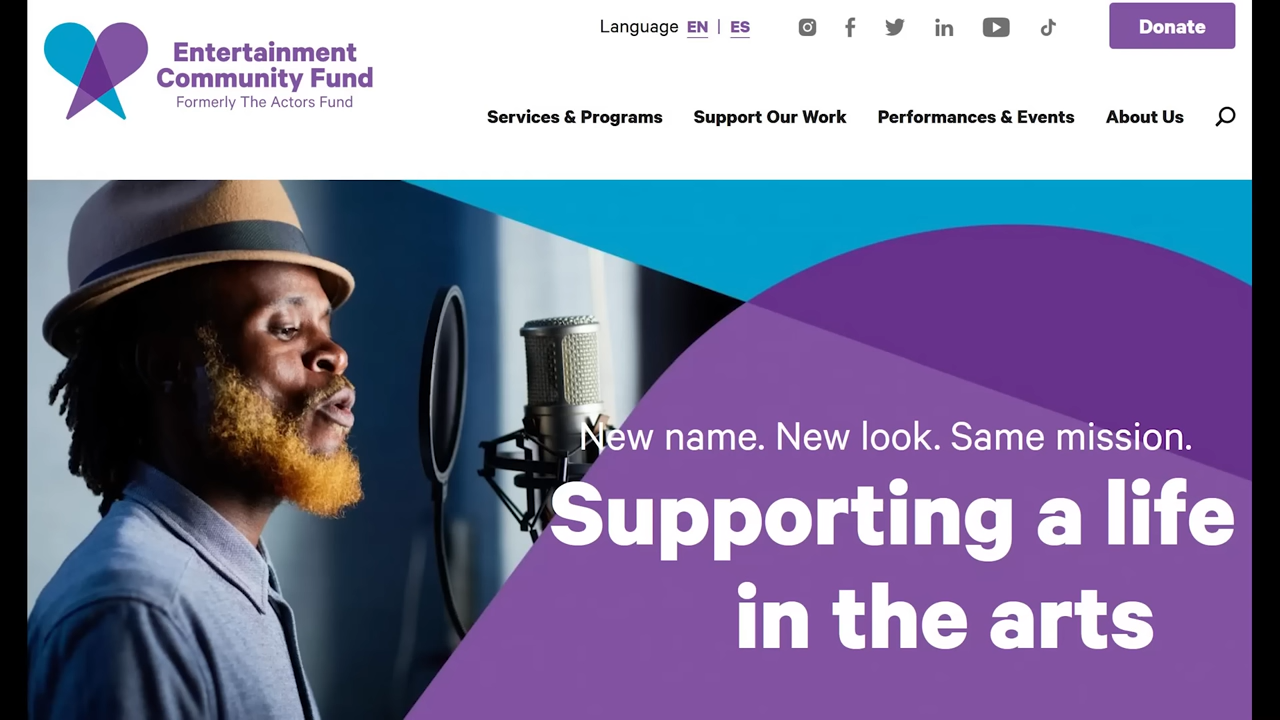 Language EN | ES
Donate
Entertainment
Community Fund
Formerly The Actors Fund
Services & Programs Support Our Work Performances & Events About Us
New name. New look. Same mission.
Supporting a life
in the arts